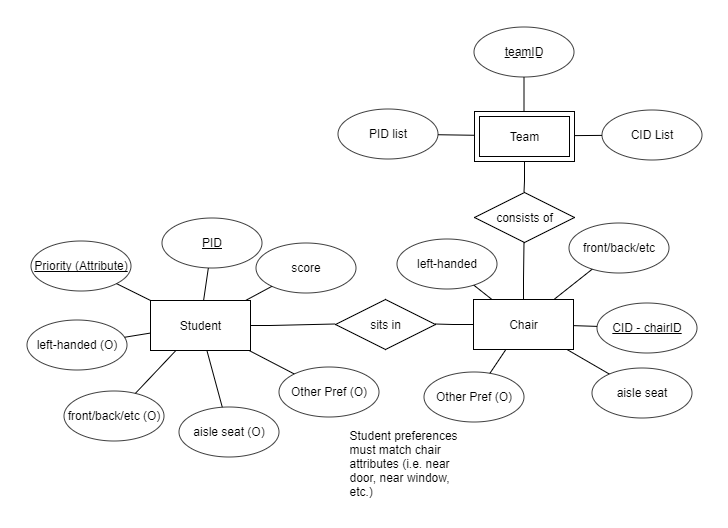 teamID
PID list
Team
CID List
consists of
PID
front/back/etc
Priority (Attribute)
score
left-handed
Student
sits in
Chair
CID - chairID
left-handed (O)
Other Pref (O)
Other Pref (O)
aisle seat
front/back/etc (O)
aisle seat (O)
Student preferences
must match chair
attributes (i.e. near
door, near window,
etc.)